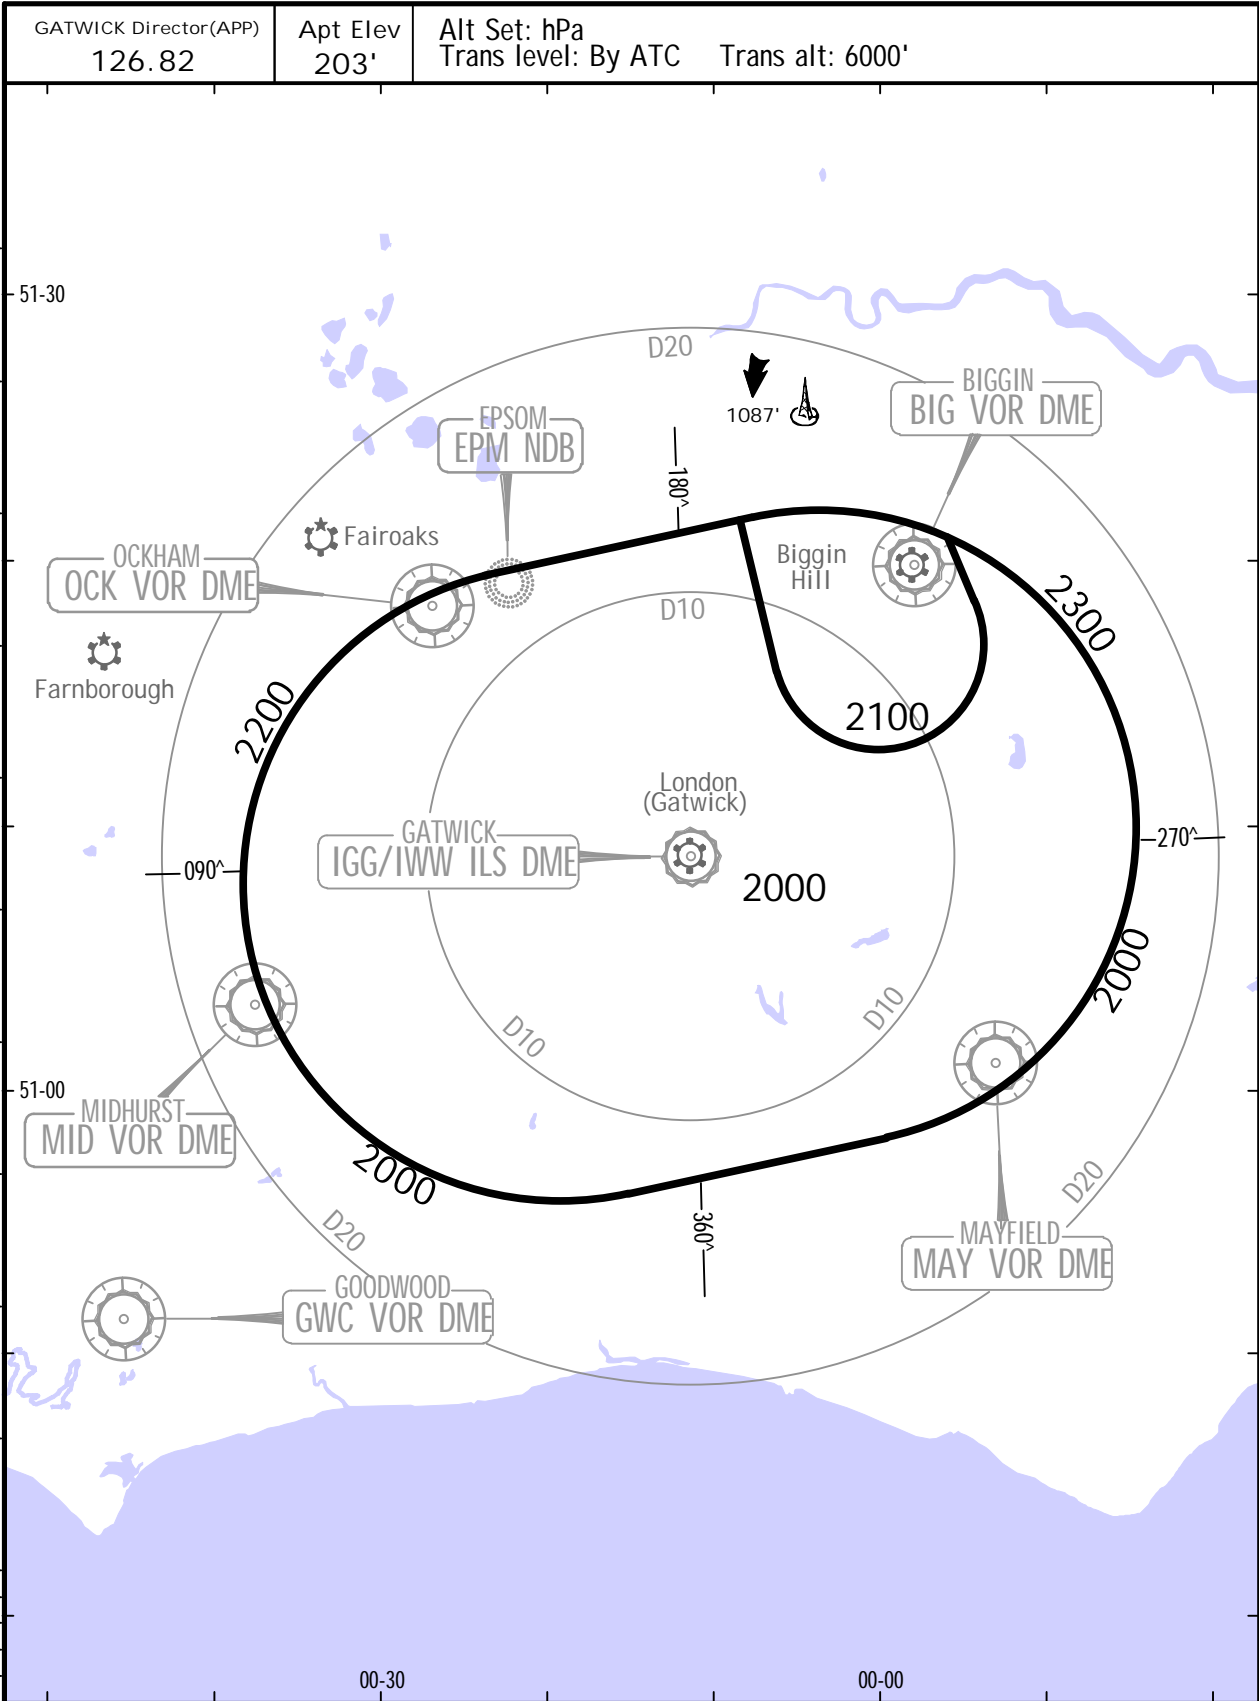 GATWICK Director(APP)
126.82
Apt Elev
203'
Alt Set: hPa
Trans level: By ATC Trans alt: 6000'
51-30
D20
1087'
BIGGIN
BIG VOR DME
EPSOM
EPM NDB
180^
Fairoaks
Biggin
Hill
OCKHAM
OCK VOR DME
D10
2300
Farnborough
2200
2100
London
(Gatwick)
GATWICK
IGG/IWW ILS DME
270^
090^
2000
2000
D10
D10
51-00
MIDHURST
MID VOR DME
2000
D20
D20
360^
MAYFIELD
MAY VOR DME
GOODWOOD
GWC VOR DME
00-30
00-00